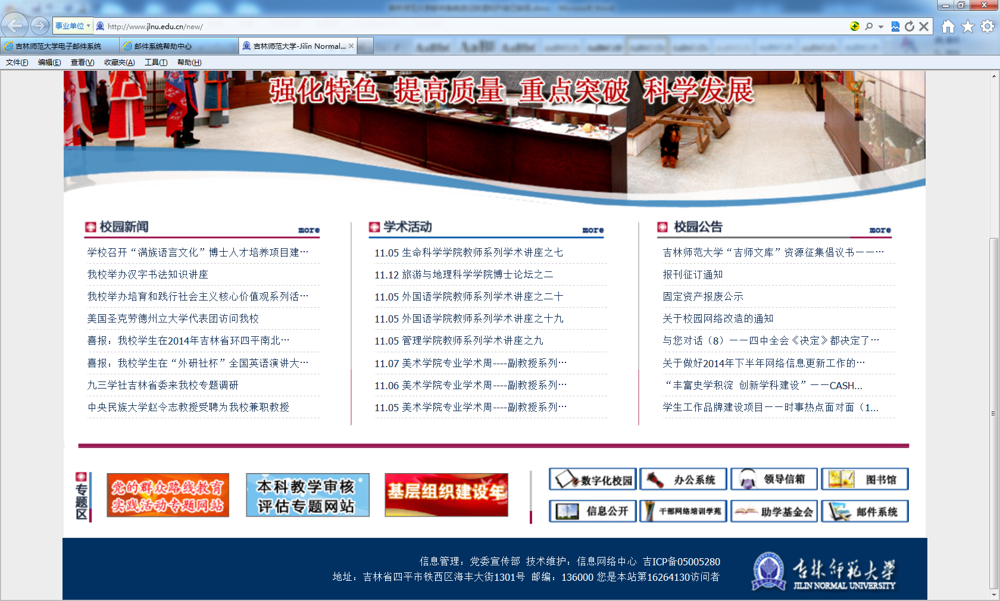 事业单位 http://www.jlnu.edu.cn/new/
吉林师范大学电子邮件系统 邮件系统帮助中心 吉林师范大学-Jilin Normal...
文件(F) 编辑(E) 查看(V) 收藏夹(A) 工具(T) 帮助(H)
强化特色 提高质量 重点突破 科学发展
校园新闻 more
学校召开“满族语言文化”博士人才培养项目建…
我校举办汉字书法知识讲座
我校举办培育和践行社会主义核心价值观系列活…
美国圣克劳德州立大学代表团访问我校
喜报：我校学生在2014年吉林省环四平南北…
喜报：我校学生在“外研社杯”全国英语演讲大…
九三学社吉林省委来我校专题调研
中央民族大学赵令志教授受聘为我校兼职教授
学术活动 more
11.05 生命科学学院教师系列学术讲座之七
11.12 旅游与地理科学学院博士论坛之二
11.05 外国语学院教师系列学术讲座之二十
11.05 外国语学院教师系列学术讲座之十九
11.05 管理学院教师系列学术讲座之九
11.07 美术学院专业学术周----副教授系列…
11.06 美术学院专业学术周----副教授系列…
11.05 美术学院专业学术周----副教授系列…
校园公告 more
吉林师范大学“吉师文库”资源征集倡议书——…
报刊征订通知
固定资产报废公示
关于校园网络改造的通知
与您对话（8）——四中全会《决定》都决定了…
关于做好2014年下半年网络信息更新工作的…
“丰富史学积淀 创新学科建设”——CASH...
学生工作品牌建设项目——时事热点面对面（1...
专题区
党的群众路线教育
实践活动专题网站
本科教学审核
评估专题网站
基层组织建设年
数字化校园 办公系统 领导信箱 图书馆
信息公开 干部网络培训学苑 助学基金会 邮件系统
信息管理：党委宣传部 技术维护：信息网络中心 吉ICP备05005280
地址：吉林省四平市铁西区海丰大街1301号 邮编：136000 您是本站第16264130访问者
吉林师范大学
JILIN NORMAL UNIVERSITY